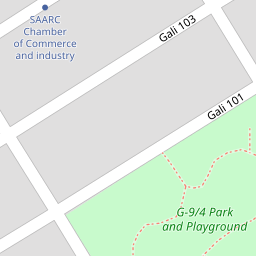 SAARC
Chamber
of Commerce
and industry
Gali 103
Gali 101
G-9/4 Park
and Playground